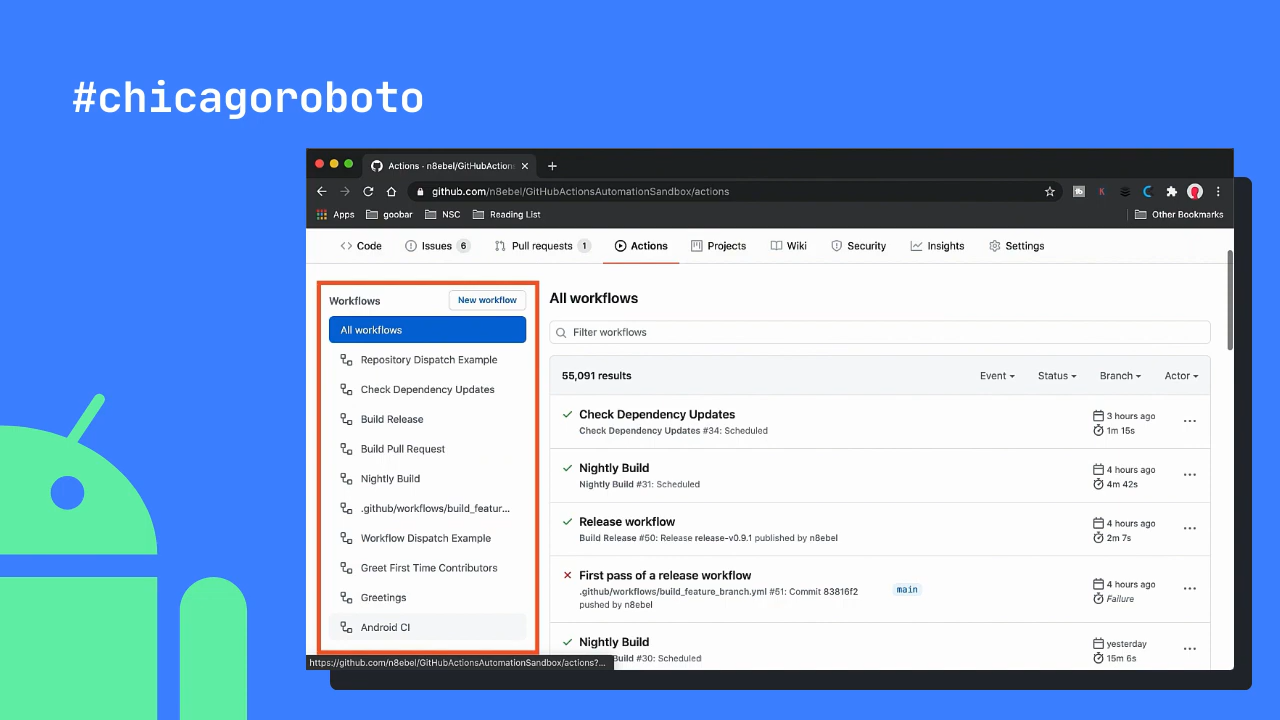 #chicagoroboto
Actions · n8ebel/GitHubActions
github.com/n8ebel/GitHubActionsAutomationSandbox/actions
Apps goobar NSC Reading List Other Bookmarks
Code Issues 6 Pull requests 1 Actions Projects Wiki Security Insights Settings
Workflows New workflow
All workflows
Repository Dispatch Example
Check Dependency Updates
Build Release
Build Pull Request
Nightly Build
.github/workflows/build_featur...
Workflow Dispatch Example
Greet First Time Contributors
Greetings
Android CI
https://github.com/n8ebel/GitHubActionsAutomationSandbox/actions?...
All workflows
Filter workflows
55,091 results Event Status Branch Actor
Check Dependency Updates 3 hours ago
Check Dependency Updates #34: Scheduled 1m 15s
Nightly Build 4 hours ago
Nightly Build #31: Scheduled 4m 42s
Release workflow 4 hours ago
Build Release #50: Release release-v0.9.1 published by n8ebel 2m 7s
First pass of a release workflow 4 hours ago
.github/workflows/build_feature_branch.yml #51: Commit 83816f2 main
pushed by n8ebel Failure
Nightly Build yesterday
Build #30: Scheduled 15m 6s